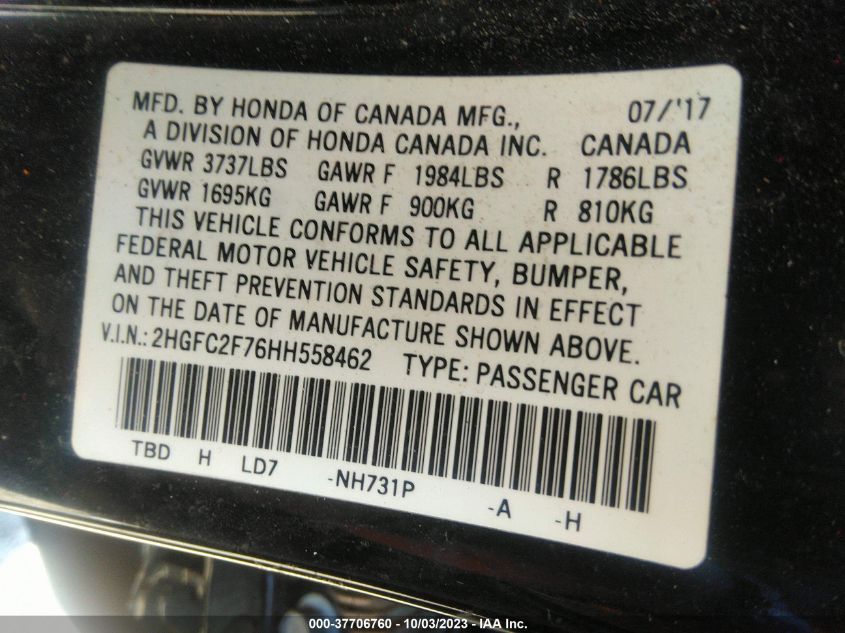 MFD. BY HONDA OF CANADA MFG., 07/'17
A DIVISION OF HONDA CANADA INC. CANADA
GVWR 3737LBS GAWR F 1984LBS R 1786LBS
GVWR 1695KG GAWR F 900KG R 810KG
THIS VEHICLE CONFORMS TO ALL APPLICABLE
FEDERAL MOTOR VEHICLE SAFETY, BUMPER,
AND THEFT PREVENTION STANDARDS IN EFFECT
ON THE DATE OF MANUFACTURE SHOWN ABOVE.
V.I.N.: 2HGFC2F76HH558462 TYPE: PASSENGER CAR
TBD H LD7 -NH731P -A -H
000-37706760 - 10/03/2023 - IAA Inc.